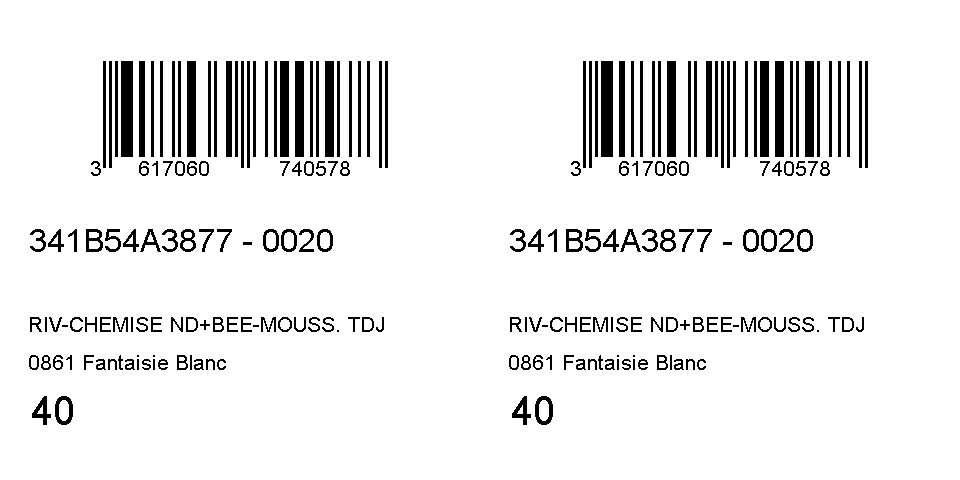 3 617060 740578
341B54A3877 - 0020
RIV-CHEMISE ND+BEE-MOUSS. TDJ
0861 Fantaisie Blanc
40
3 617060 740578
341B54A3877 - 0020
RIV-CHEMISE ND+BEE-MOUSS. TDJ
0861 Fantaisie Blanc
40